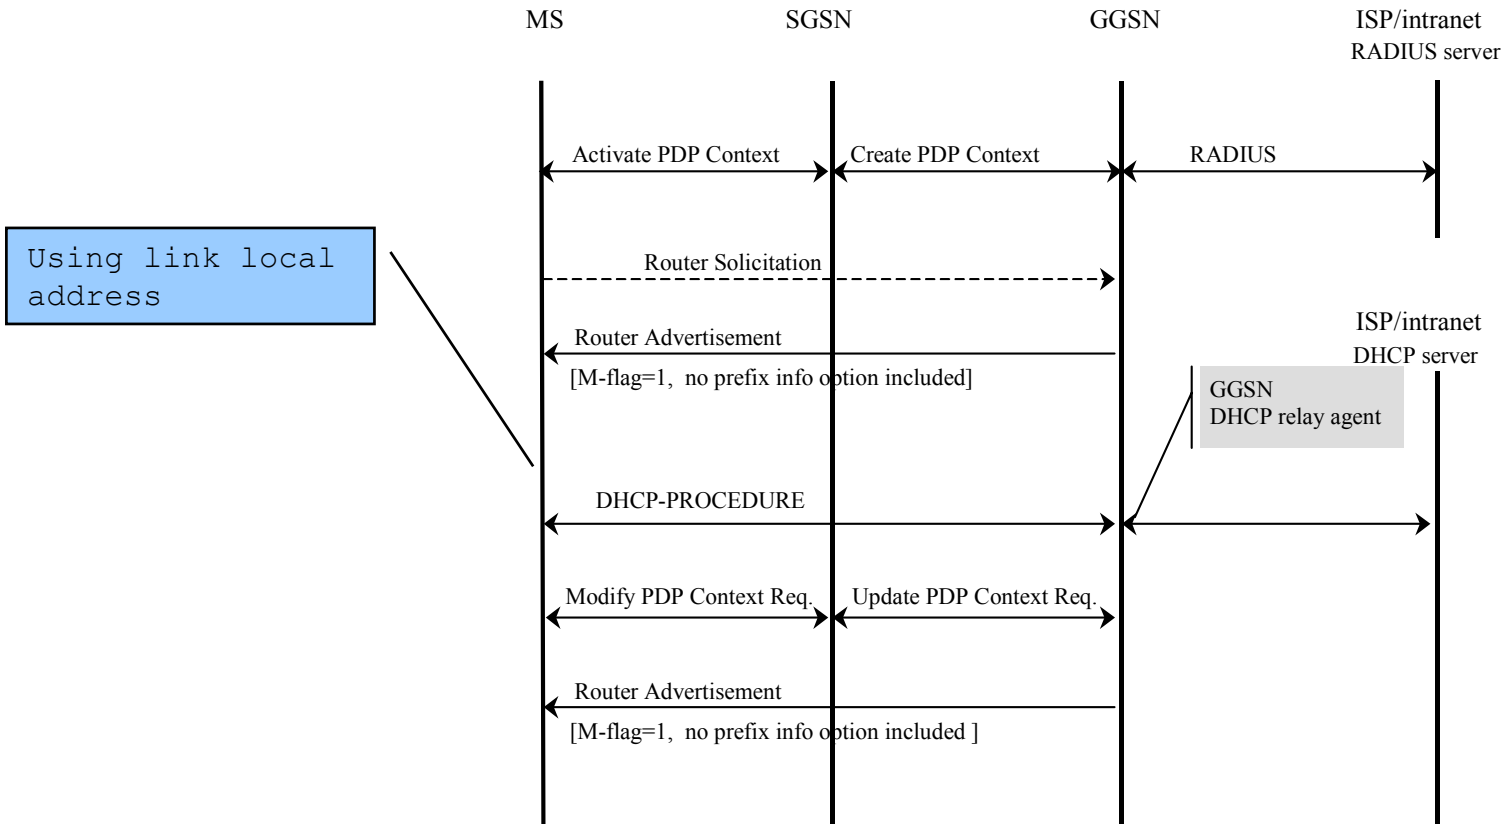 MS
SGSN
GGSN
ISP/intranet
RADIUS server
Activate PDP Context
Create PDP Context
RADIUS
Using link local
address
Router Solicitation
Router Advertisement
[M-flag=1, no prefix info option included]
ISP/intranet
DHCP server
GGSN
DHCP relay agent
DHCP-PROCEDURE
Modify PDP Context Req.
Update PDP Context Req.
Router Advertisement
[M-flag=1, no prefix info option included ]